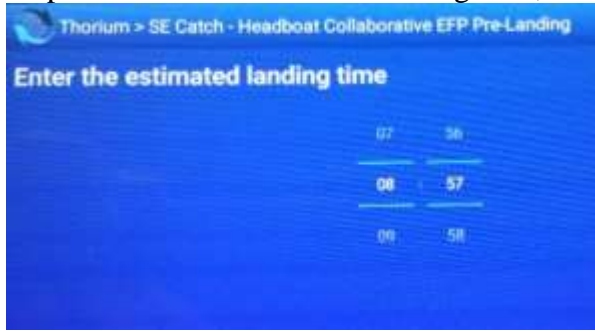 Thorium > SE Catch - Headboat Collaborative EFP Pre-Landing
Enter the estimated landing time
07 56
08 : 57
09 58